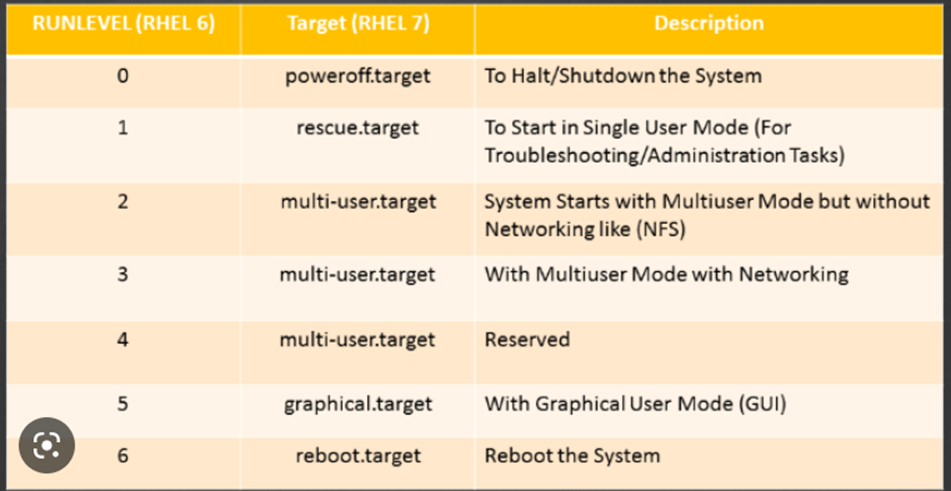 RUNLEVEL (RHEL 6) Target (RHEL 7) Description
0 poweroff.target To Halt/Shutdown the System
1 rescue.target To Start in Single User Mode (For
Troubleshooting/Administration Tasks)
2 multi-user.target System Starts with Multiuser Mode but without
Networking like (NFS)
3 multi-user.target With Multiuser Mode with Networking
4 multi-user.target Reserved
5 graphical.target With Graphical User Mode (GUI)
6 reboot.target Reboot the System